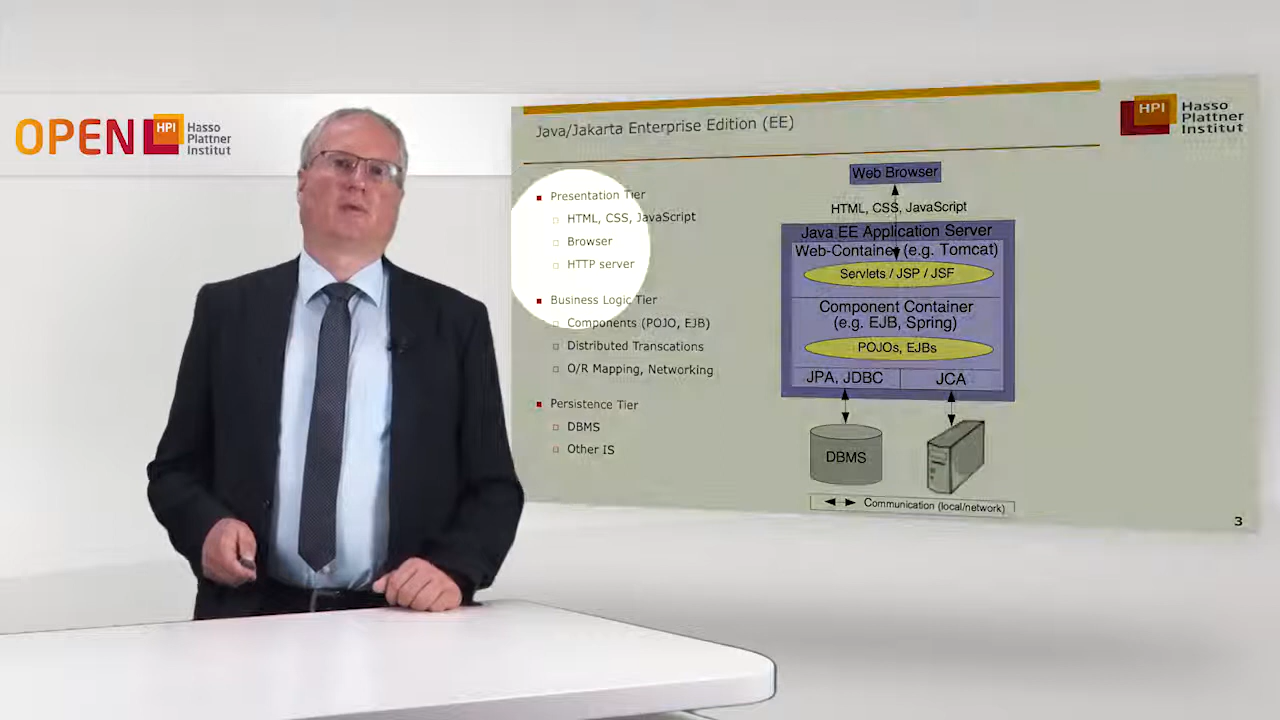 OPEN HPI Hasso
Plattner
Institut
Java/Jakarta Enterprise Edition (EE)
HPI Hasso
Plattner
Institut
Presentation Tier
HTML, CSS, JavaScript
Browser
HTTP server
Business Logic Tier
Components (POJO, EJB)
Distributed Transcations
O/R Mapping, Networking
Persistence Tier
DBMS
Other IS
Web Browser
HTML, CSS, JavaScript
Java EE Application Server
Web-Container (e.g. Tomcat)
Servlets / JSP / JSF
Component Container
(e.g. EJB, Spring)
POJOs, EJBs
JPA, JDBC
JCA
DBMS
Communication (local/network)
3